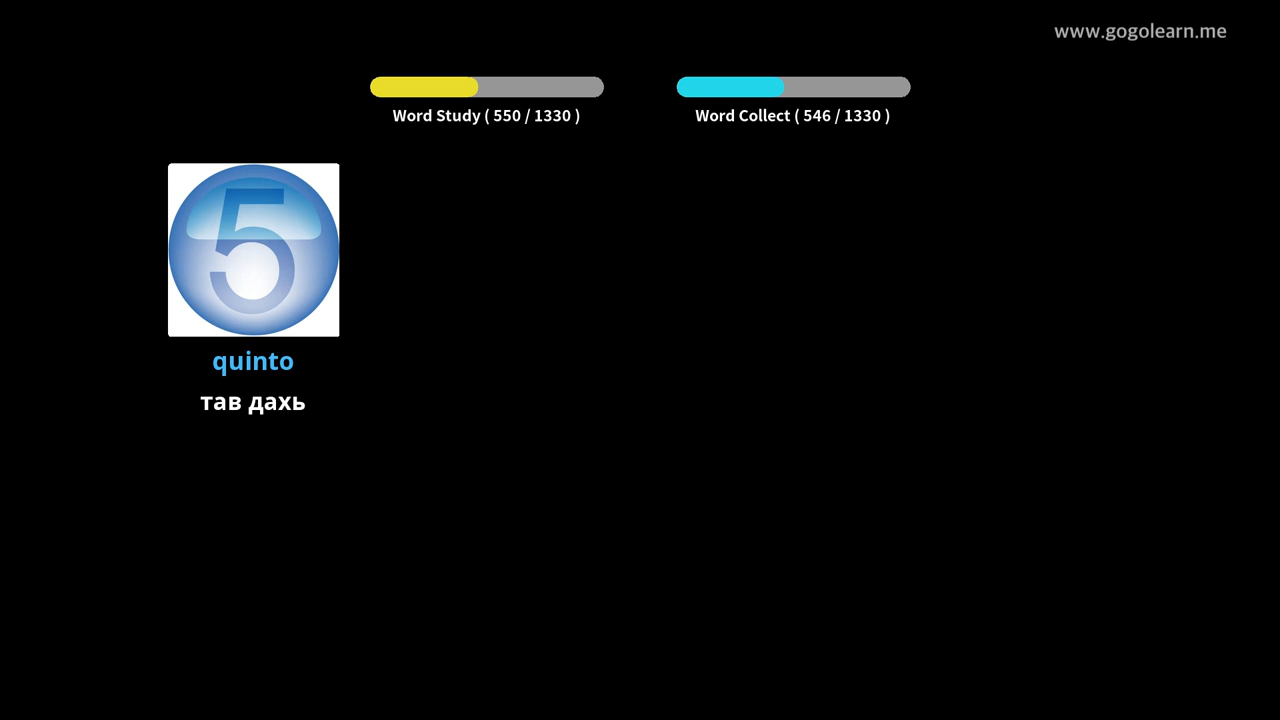 www.gogolearn.me
Word Study ( 550 / 1330 )
Word Collect ( 546 / 1330 )
5
quinto
тав дахь